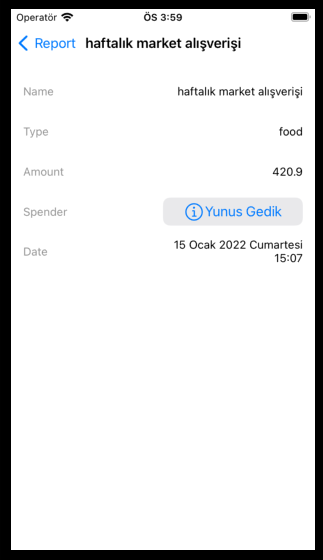 Operatör ÖS 3:59
Report haftalık market alışverişi
Name haftalık market alışverişi
Type food
Amount 420.9
Spender Yunus Gedik
Date 15 Ocak 2022 Cumartesi
15:07